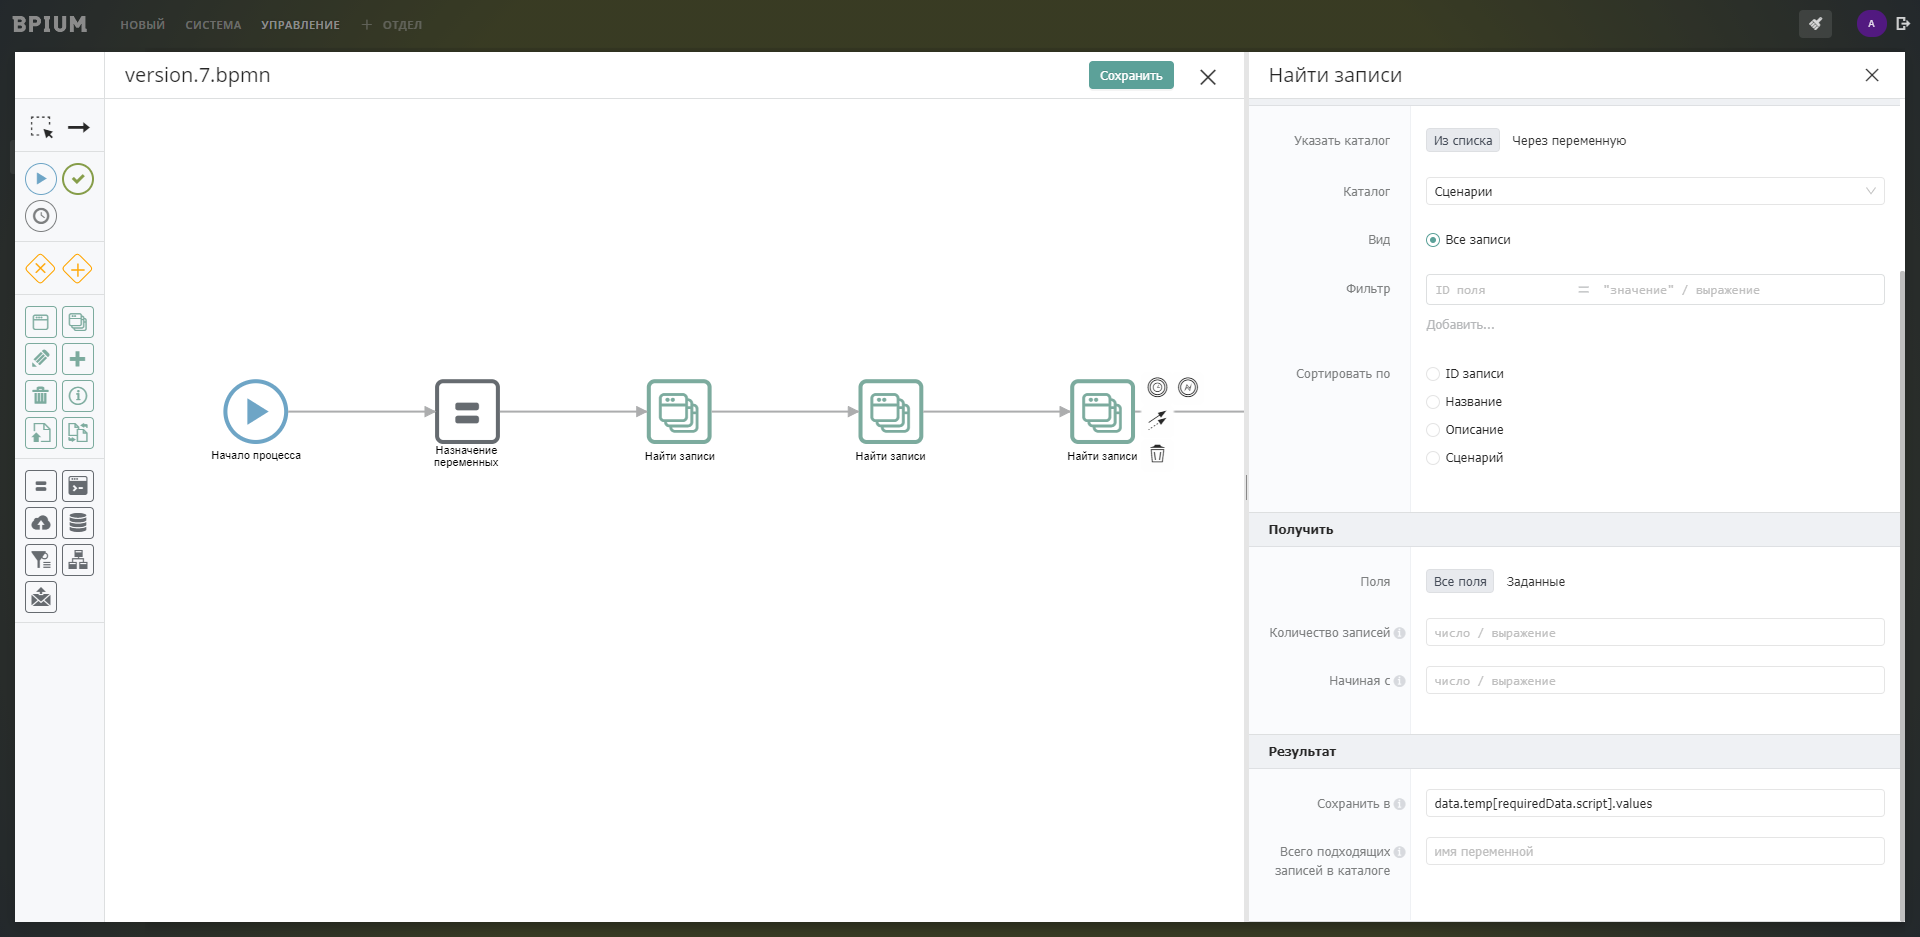 BPIUM
НОВЫЙ
СИСТЕМА
УПРАВЛЕНИЕ
+ ОТДЕЛ
A
version.7.bpmn
Сохранить
Начало процесса
Назначение
переменных
Найти записи
Найти записи
Найти записи
Найти записи
Указать каталог
Из списка
Через переменную
Каталог
Сценарии
Вид
Все записи
Фильтр
ID поля = "значение" / выражение
Добавить...
Сортировать по
ID записи
Название
Описание
Сценарий
Получить
Поля
Все поля
Заданные
Количество записей
число / выражение
Начиная с
число / выражение
Результат
Сохранить в
data.temp[requiredData.script].values
Всего подходящих
записей в каталоге
имя переменной